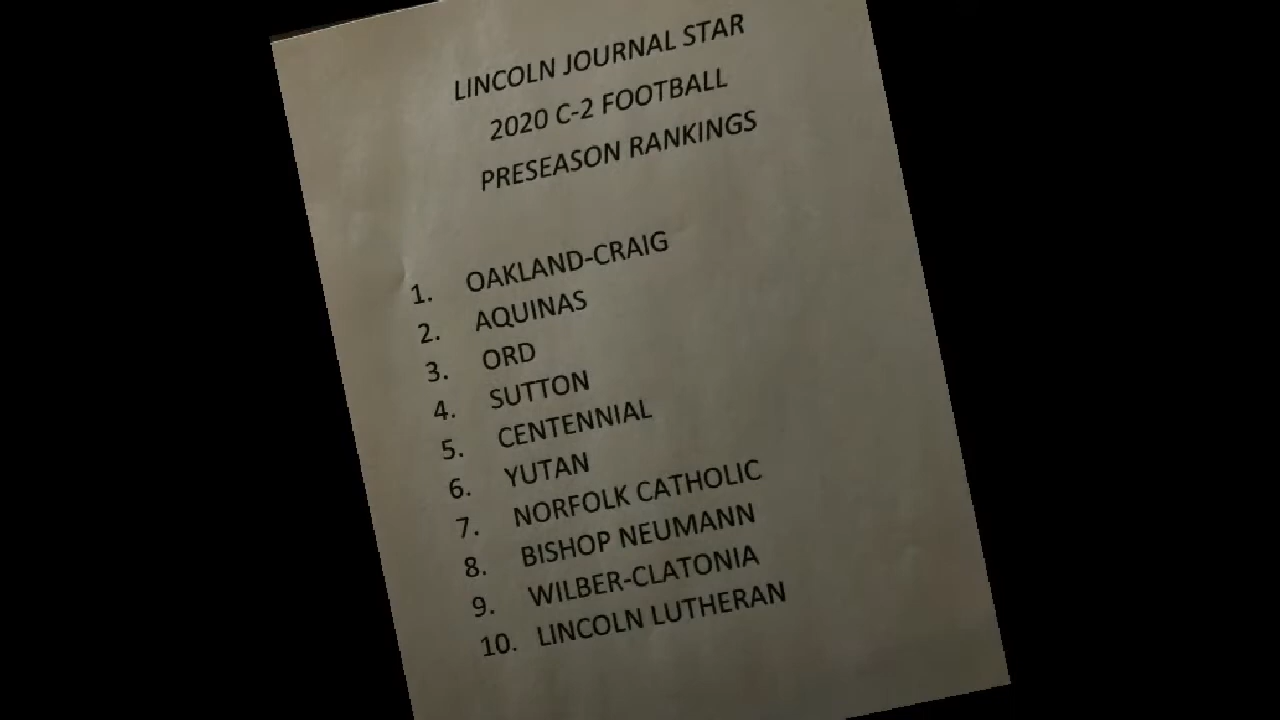 LINCOLN JOURNAL STAR
2020 C-2 FOOTBALL
PRESEASON RANKINGS
1. OAKLAND-CRAIG
2. AQUINAS
3. ORD
4. SUTTON
5. CENTENNIAL
6. YUTAN
7. NORFOLK CATHOLIC
8. BISHOP NEUMANN
9. WILBER-CLATONIA
10. LINCOLN LUTHERAN